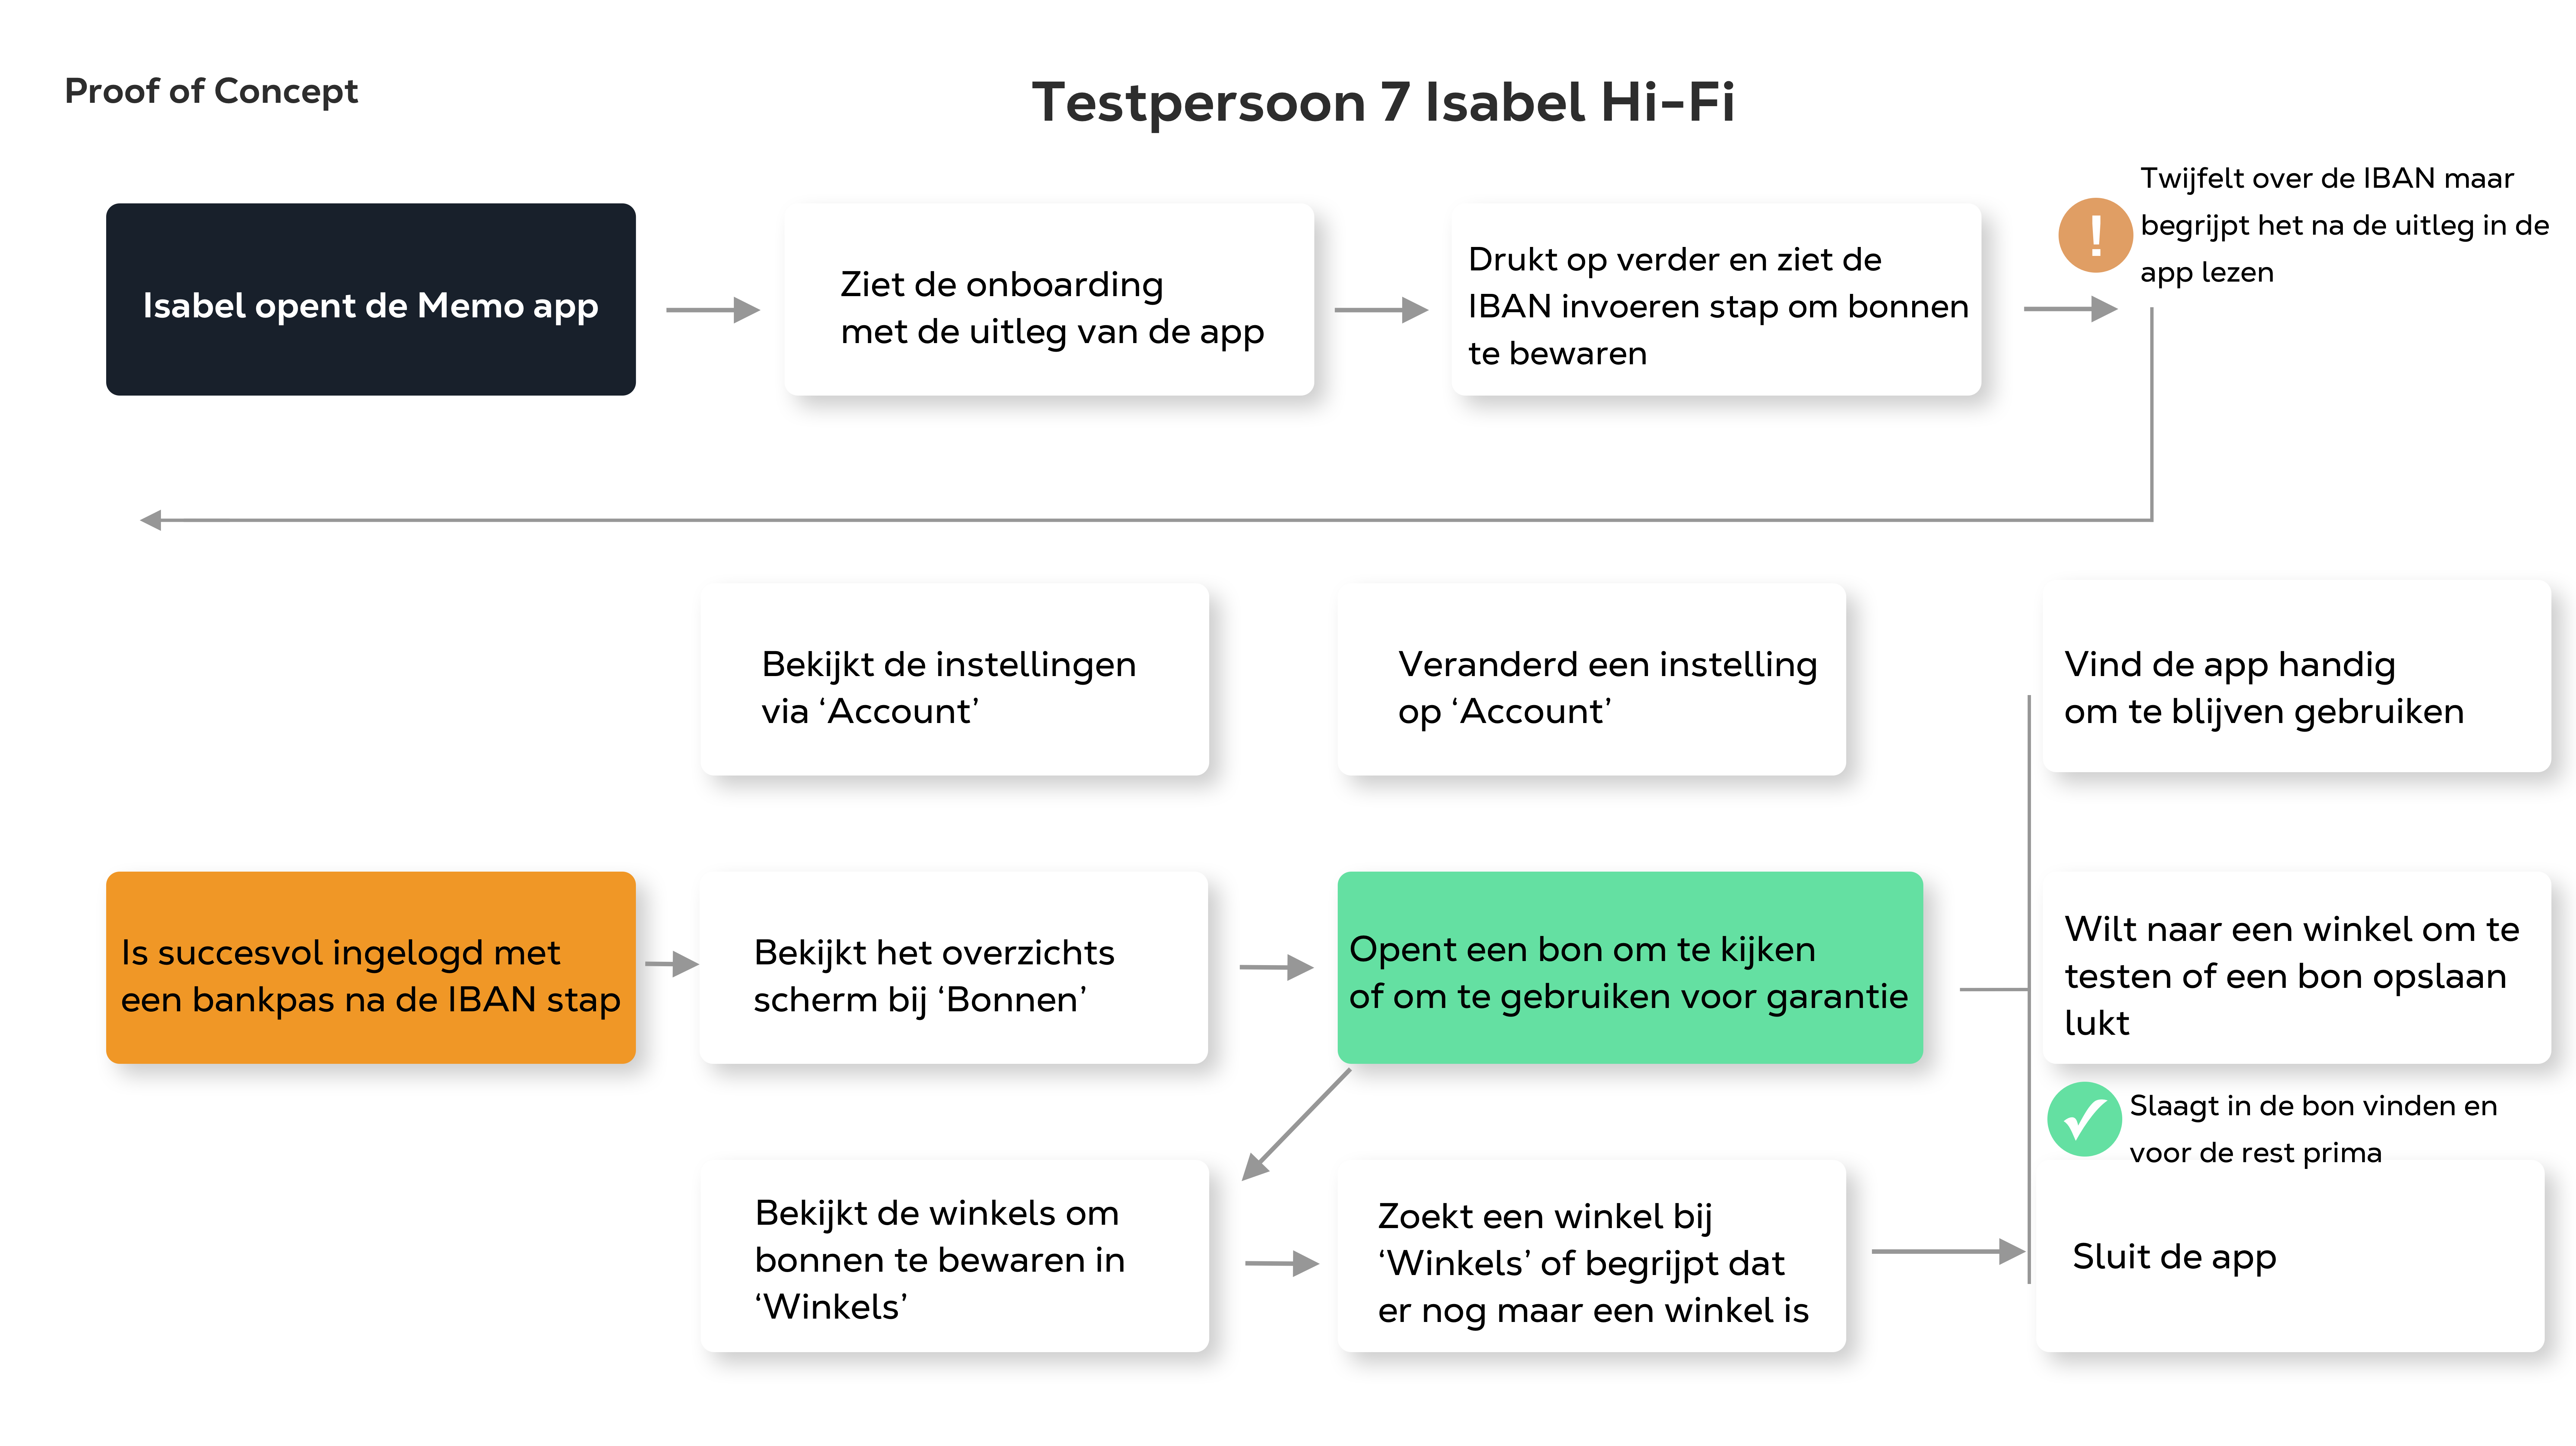 Proof of Concept
Testpersoon 7 Isabel Hi-Fi
Isabel opent de Memo app
Ziet de onboarding
met de uitleg van de app
Drukt op verder en ziet de
IBAN invoeren stap om bonnen
te bewaren
!
Twijfelt over de IBAN maar
begrijpt het na de uitleg in de
app lezen
Bekijkt de instellingen
via ‘Account’
Veranderd een instelling
op ‘Account’
Vind de app handig
om te blijven gebruiken
Is succesvol ingelogd met
een bankpas na de IBAN stap
Bekijkt het overzichts
scherm bij ‘Bonnen’
Opent een bon om te kijken
of om te gebruiken voor garantie
Wilt naar een winkel om te
testen of een bon opslaan
lukt
Slaagt in de bon vinden en
voor de rest prima
Bekijkt de winkels om
bonnen te bewaren in
‘Winkels’
Zoekt een winkel bij
‘Winkels’ of begrijpt dat
er nog maar een winkel is
Sluit de app